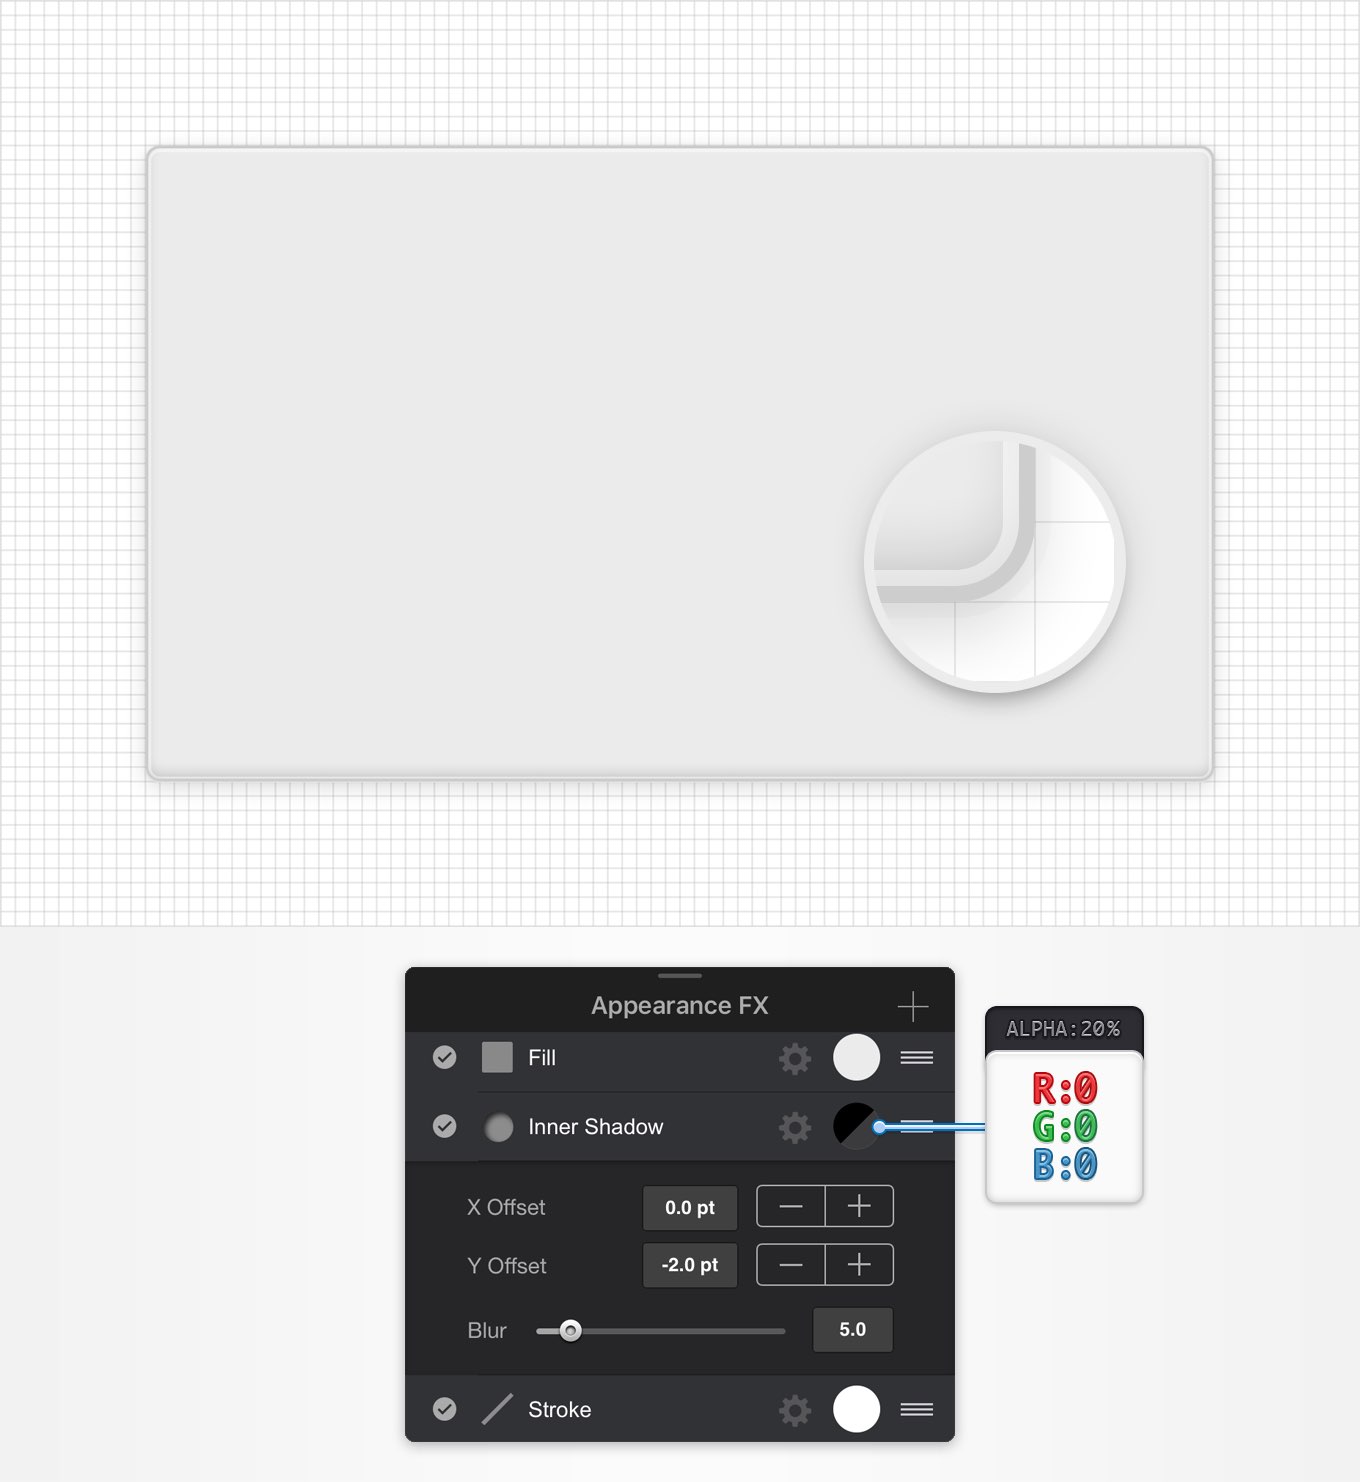 Appearance FX
ALPHA:20%
Fill
R:0
Inner Shadow
G:0
B:0
X Offset 0.0 pt
Y Offset -2.0 pt
Blur 5.0
Stroke